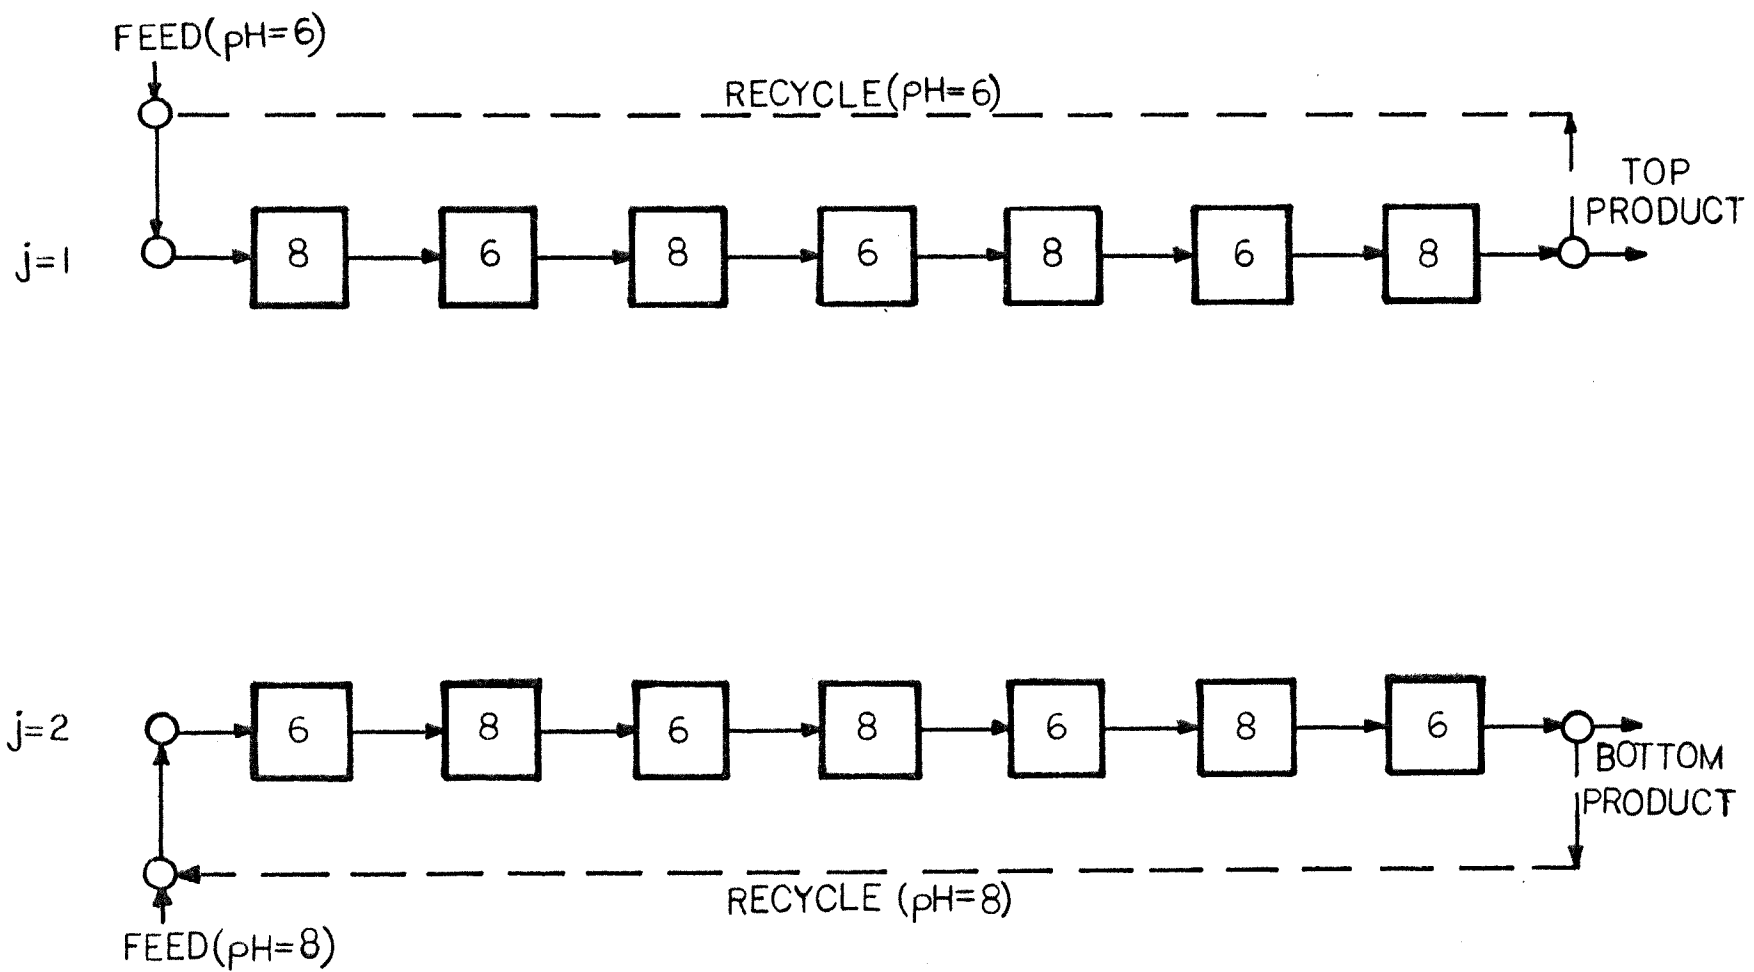 FEED(pH=6)
RECYCLE(pH=6)
TOP
PRODUCT
j=1
8 6 8 6 8 6 8
j=2
6 8 6 8 6 8 6
BOTTOM
PRODUCT
RECYCLE (pH=8)
FEED(pH=8)